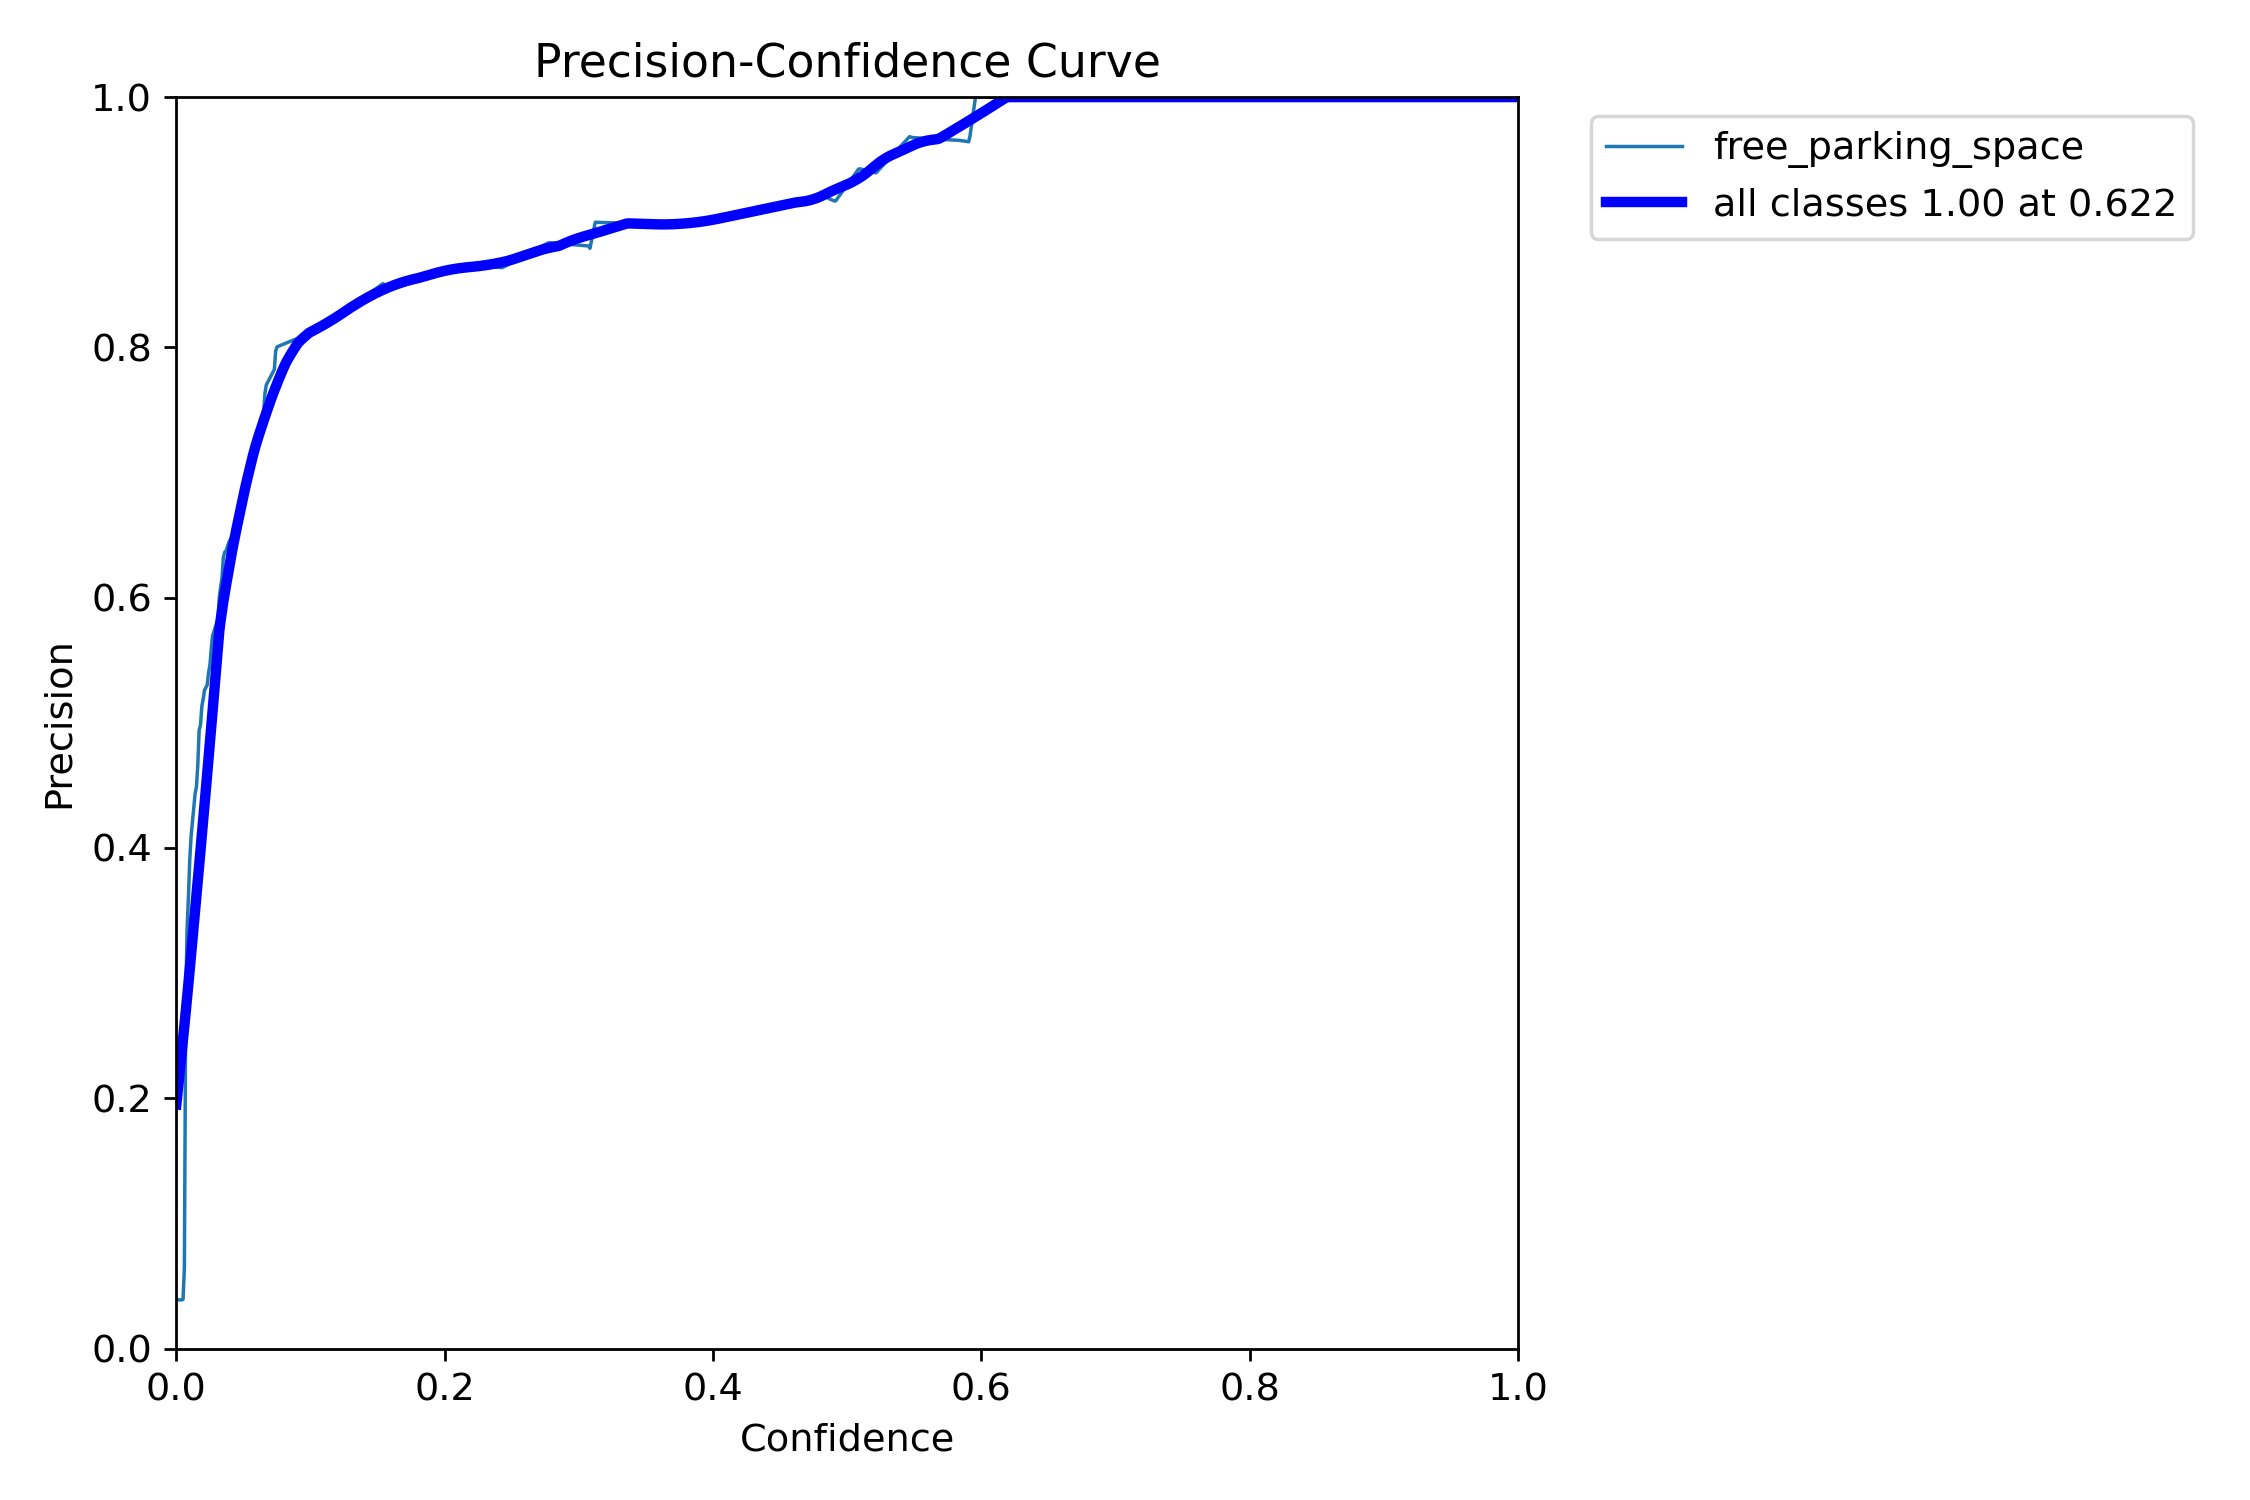 Precision-Confidence Curve
1.0
0.8
0.6
0.4
0.2
0.0
Precision
0.0 0.2 0.4 0.6 0.8 1.0
Confidence
free_parking_space
all classes 1.00 at 0.622